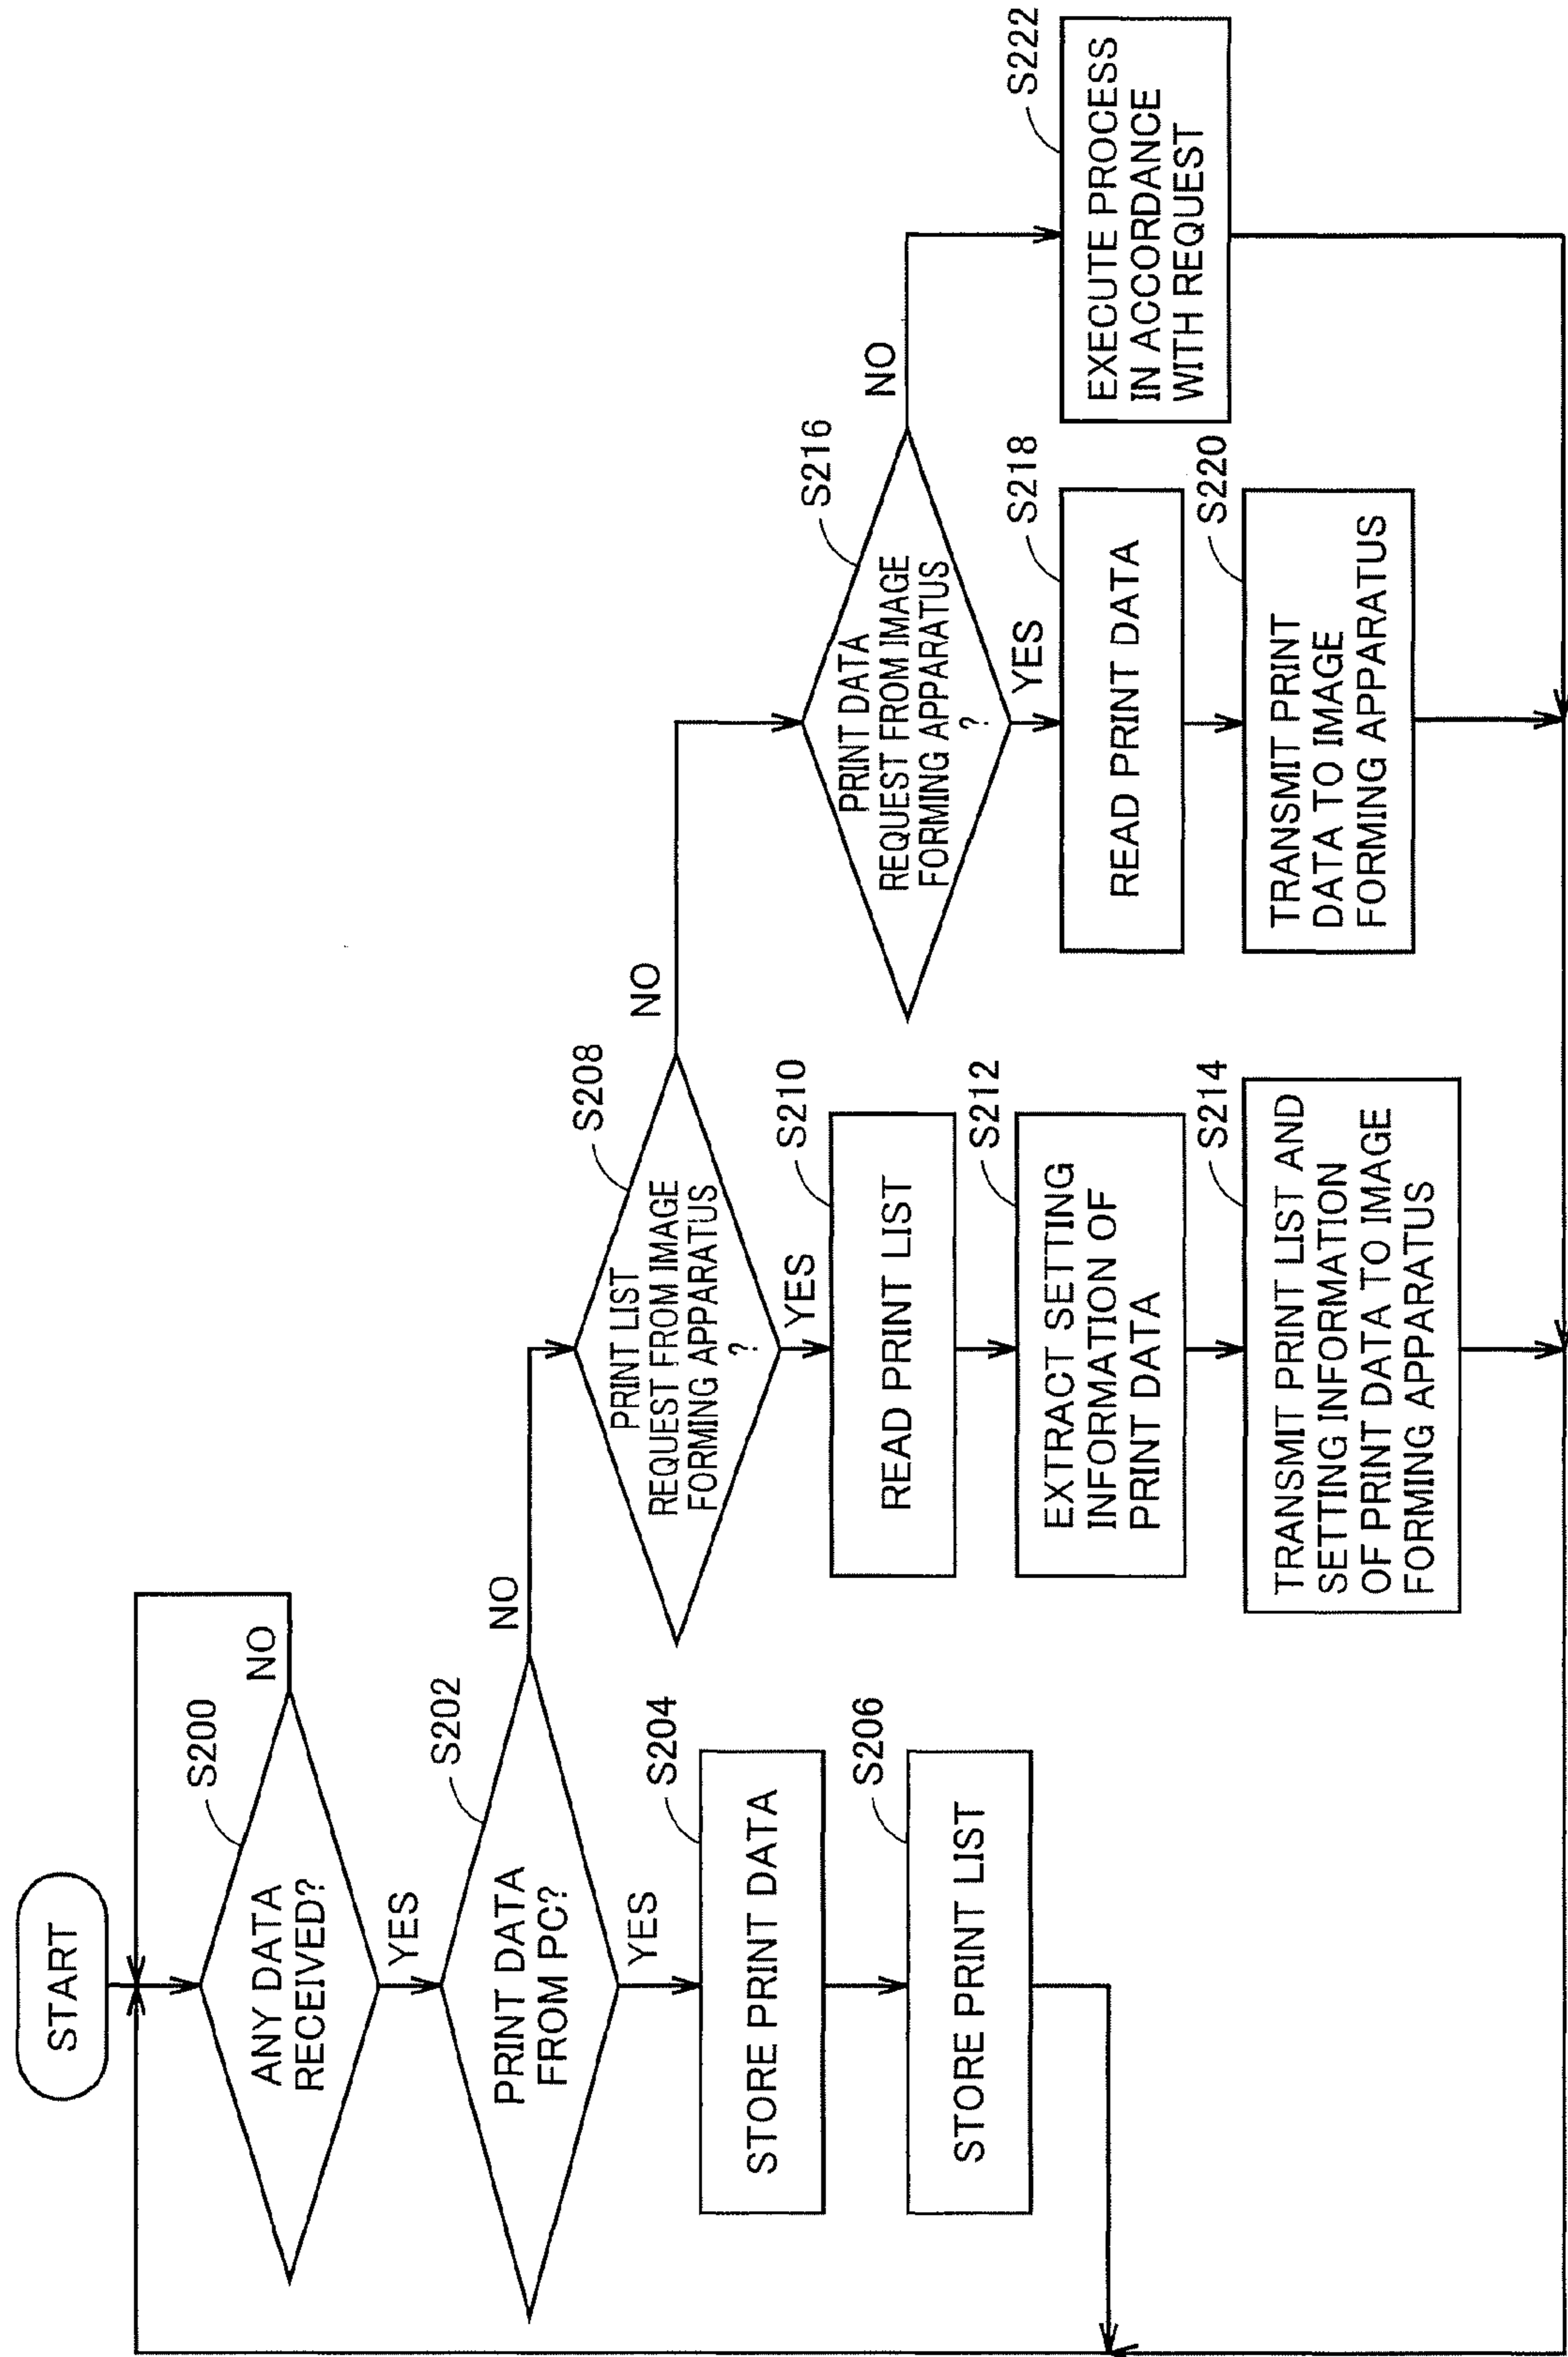 START
S200
ANY DATA
RECEIVED?
NO
YES
S202
PRINT DATA
FROM PC?
NO
YES
S204
STORE PRINT DATA
S206
STORE PRINT LIST
S208
PRINT LIST
REQUEST FROM IMAGE
FORMING APPARATUS
?
NO
YES
S210
READ PRINT LIST
S212
EXTRACT SETTING
INFORMATION OF
PRINT DATA
S214
TRANSMIT PRINT LIST AND
SETTING INFORMATION
OF PRINT DATA TO IMAGE
FORMING APPARATUS
S216
PRINT DATA
REQUEST FROM IMAGE
FORMING APPARATUS
?
NO
YES
S218
READ PRINT DATA
S220
TRANSMIT PRINT
DATA TO IMAGE
FORMING APPARATUS
S222
EXECUTE PROCESS
IN ACCORDANCE
WITH REQUEST